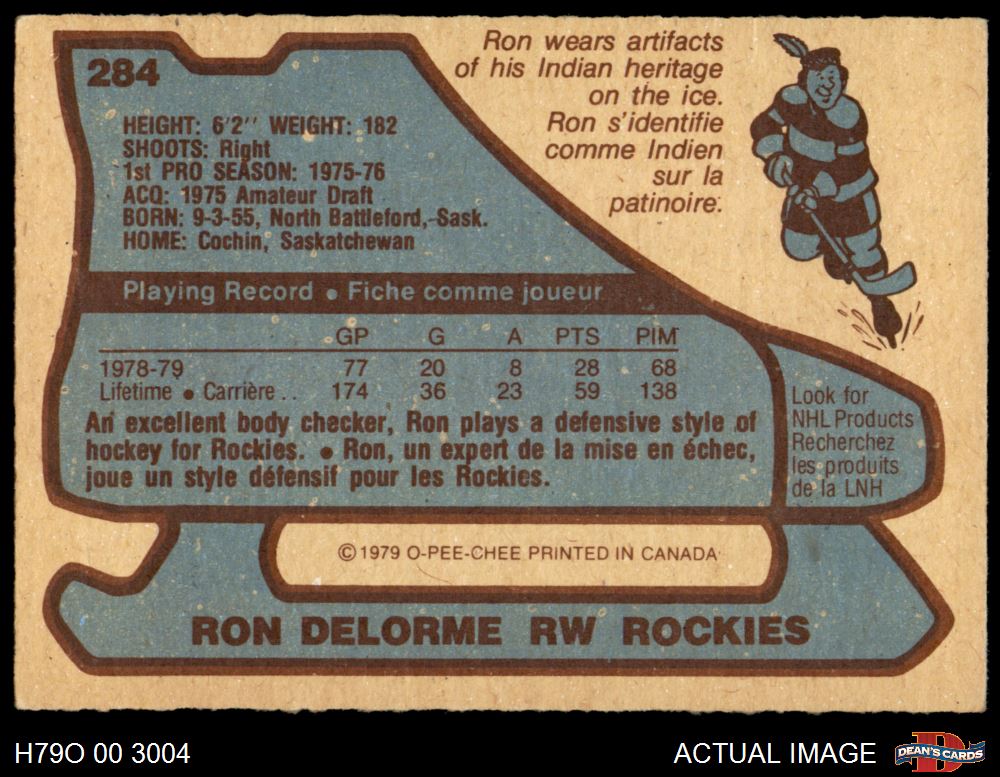 284
Ron wears artifacts
of his Indian heritage
on the ice.
Ron s'identifie
comme Indien
sur la
patinoire.
HEIGHT: 6'2'' WEIGHT: 182
SHOOTS: Right
1st PRO SEASON: 1975-76
ACQ: 1975 Amateur Draft
BORN: 9-3-55, North Battleford, Sask.
HOME: Cochin, Saskatchewan
Playing Record • Fiche comme joueur
GP G A PTS PIM
1978-79 77 20 8 28 68
Lifetime • Carrière .. 174 36 23 59 138
An excellent body checker, Ron plays a defensive style of
hockey for Rockies. • Ron, un expert de la mise en échec,
joue un style défensif pour les Rockies.
Look for
NHL Products
Recherchez
les produits
de la LNH
© 1979 O-PEE-CHEE PRINTED IN CANADA
RON DELORME RW ROCKIES
H79O 00 3004
ACTUAL IMAGE
D
DEAN'S CARDS